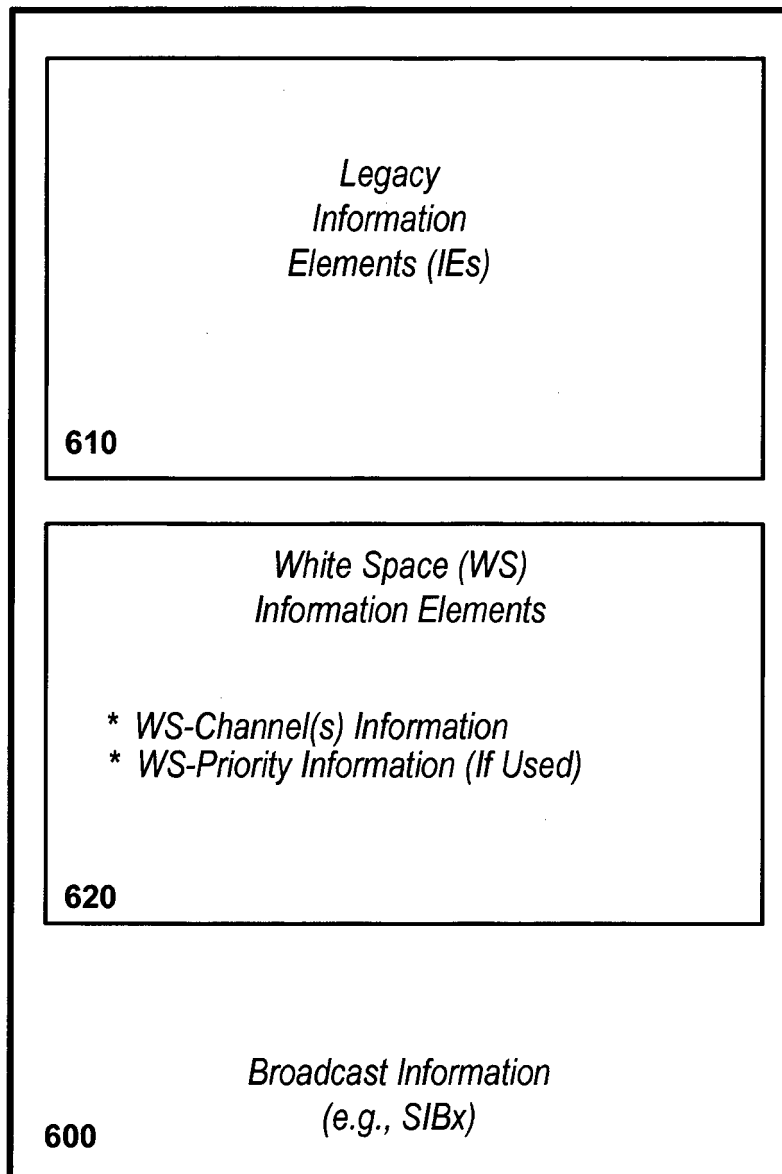 Legacy
Information
Elements (IEs)
610
White Space (WS)
Information Elements
* WS-Channel(s) Information
* WS-Priority Information (If Used)
620
Broadcast Information
(e.g., SIBx)
600